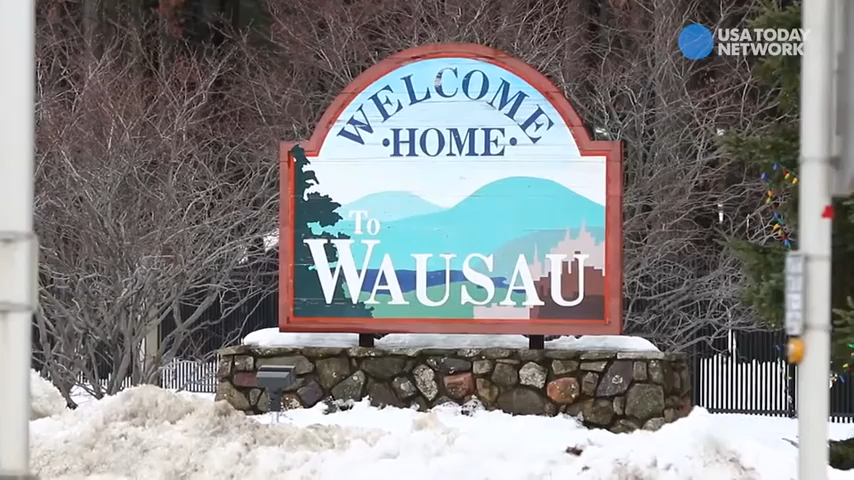 USA TODAY
NETWORK
WELCOME
·HOME·
To
WAUSAU